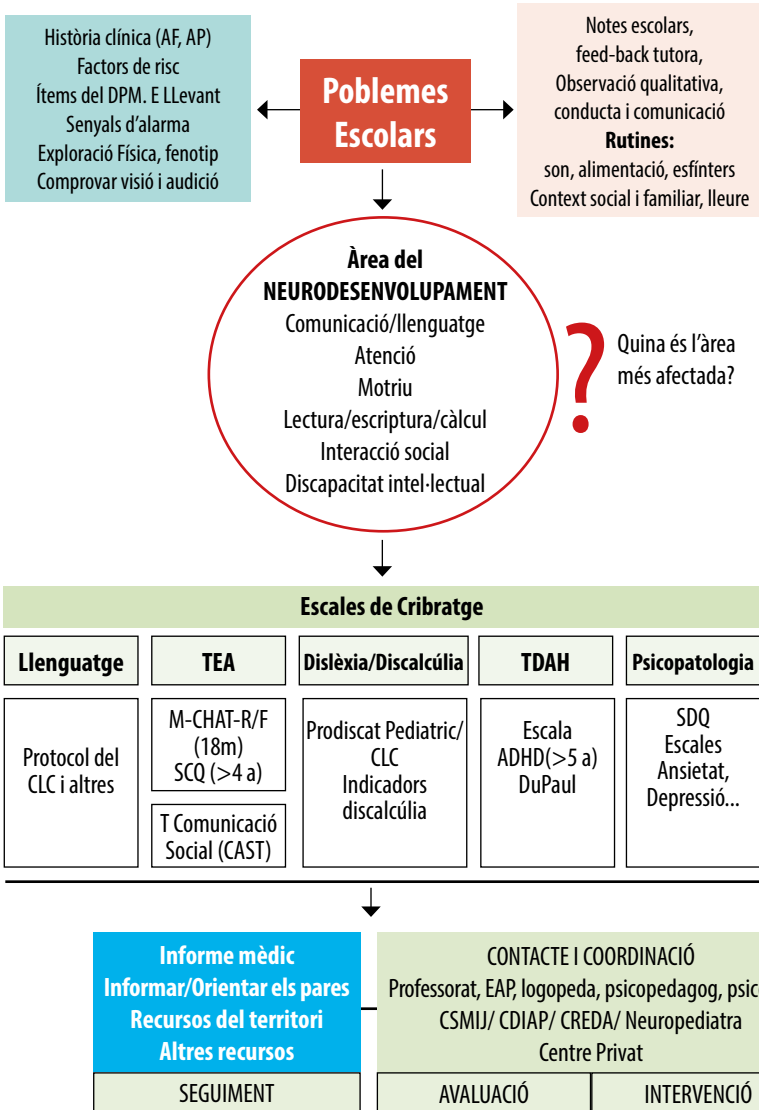 Història clínica (AF, AP)
Factors de risc
Ítems del DPM. E LLevant
Senyals d'alarma
Exploració Física, fenotip
Comprovar visió i audició
Poblemes
Escolars
Notes escolars,
feed-back tutora,
Observació qualitativa,
conducta i comunicació
Rutines:
son, alimentació, esfínters
Context social i familiar, lleure
Àrea del
NEURODESENVOLUPAMENT
Comunicació/llenguatge
Atenció
Motriu
Lectura/escriptura/càlcul
Interacció social
Discapacitat intel·lectual
?
Quina és l'àrea
més afectada?
Escales de Cribratge
Llenguatge
Protocol del
CLC i altres
TEA
M-CHAT-R/F
(18m)
SCQ (>4 a)
T Comunicació
Social (CAST)
Dislèxia/Discalcúlia
Prodiscat Pediatric/
CLC
Indicadors
discalcúlia
TDAH
Escala
ADHD(>5 a)
DuPaul
Psicopatologia
SDQ
Escales
Ansietat,
Depressió...
Informe mèdic
Informar/Orientar els pares
Recursos del territori
Altres recursos
SEGUIMENT
CONTACTE I COORDINACIÓ
Professorat, EAP, logopeda, psicopedagog,
CSMIJ/ CDIAP/ CREDA/ Neuropediatra
Centre Privat
AVALUACIÓ
INTERVENCIÓ